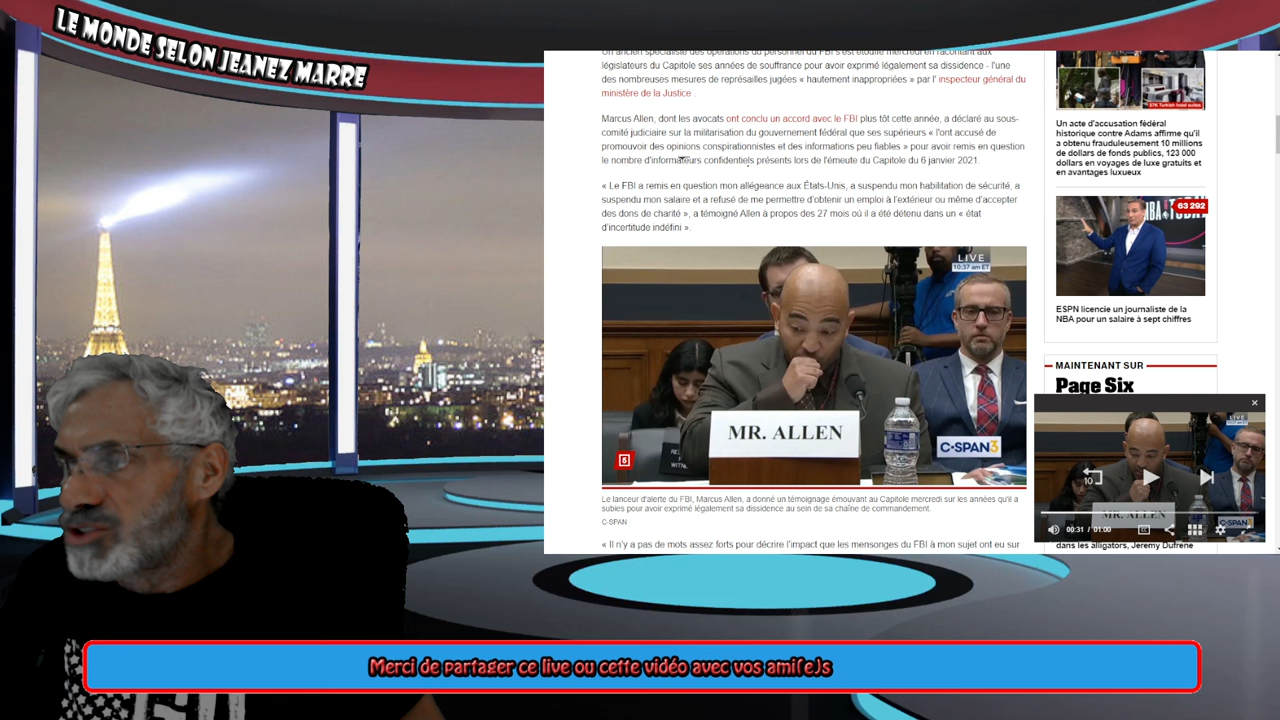 LE MONDE SELON JEANEZ MARRE
Un ancien spécialiste des opérations du personnel du FBI s'est étouffé mercredi en racontant aux
législateurs du Capitole ses années de souffrance pour avoir exprimé légalement sa dissidence - l'une
des nombreuses mesures de représailles jugées « hautement inappropriées » par l' inspecteur général du
ministère de la Justice .
Marcus Allen, dont les avocats ont conclu un accord avec le FBI plus tôt cette année, a déclaré au sous-
comité judiciaire sur la militarisation du gouvernement fédéral que ses supérieurs « l'ont accusé de
promouvoir des opinions conspirationnistes et des informations peu fiables » pour avoir remis en question
le nombre d'informateurs confidentiels présents lors de l'émeute du Capitole du 6 janvier 2021.
« Le FBI a remis en question mon allégeance aux États-Unis, a suspendu mon habilitation de sécurité, a
suspendu mon salaire et a refusé de me permettre d'obtenir un emploi à l'extérieur ou même d'accepter
des dons de charité », a témoigné Allen à propos des 27 mois où il a été détenu dans un « état
d'incertitude indéfini ».
LIVE
10:37 am ET
MR. ALLEN
C-SPAN3
6
Le lanceur d'alerte du FBI, Marcus Allen, a donné un témoignage émouvant au Capitole mercredi sur les années qu'il a
subies pour avoir exprimé légalement sa dissidence au sein de sa chaîne de commandement.
C-SPAN
« Il n'y a pas de mots assez forts pour décrire l'impact que les mensonges du FBI à mon sujet ont eu sur
$7K Turkish hotel suites
Un acte d'accusation fédéral
historique contre Adams affirme qu'il
a obtenu frauduleusement 10 millions
de dollars de fonds publics, 123 000
dollars en voyages de luxe gratuits et
en avantages luxueux
63 292
NBA TODAY
ESPN licencie un journaliste de la
NBA pour un salaire à sept chiffres
MAINTENANT SUR
Page Six
LIVE
10
MR. ALLEN
C-SPAN3
00:31 / 01:00
dans les alligators, Jeremy Dufrene
Merci de partager ce live ou cette vidéo avec vos ami(e)s